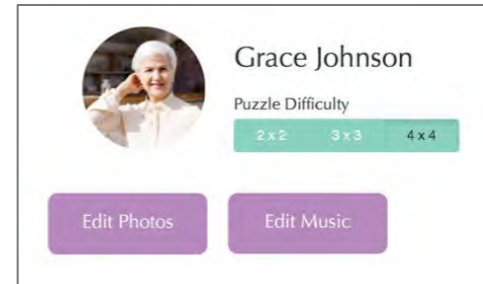 Grace Johnson
Puzzle Difficulty
2 x 2 3 x 3 4 x 4
Edit Photos Edit Music